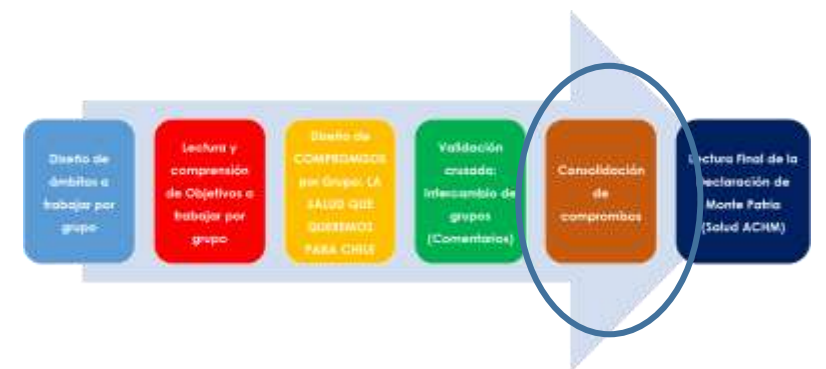 Diseño de
ámbitos a
trabajar por
grupo
Lectura y
comprensión
de Objetivos a
trabajar por
grupo
Diseño de
COMPROMISOS
por Grupo: LA
SALUD QUE
QUEREMOS
PARA CHILE
Validación
cruzada:
Intercambio de
grupos
(Comentarios)
Consolidación
de
compromisos
Lectura Final de la
Declaración de
Monte Patria
(Salud ACHM)